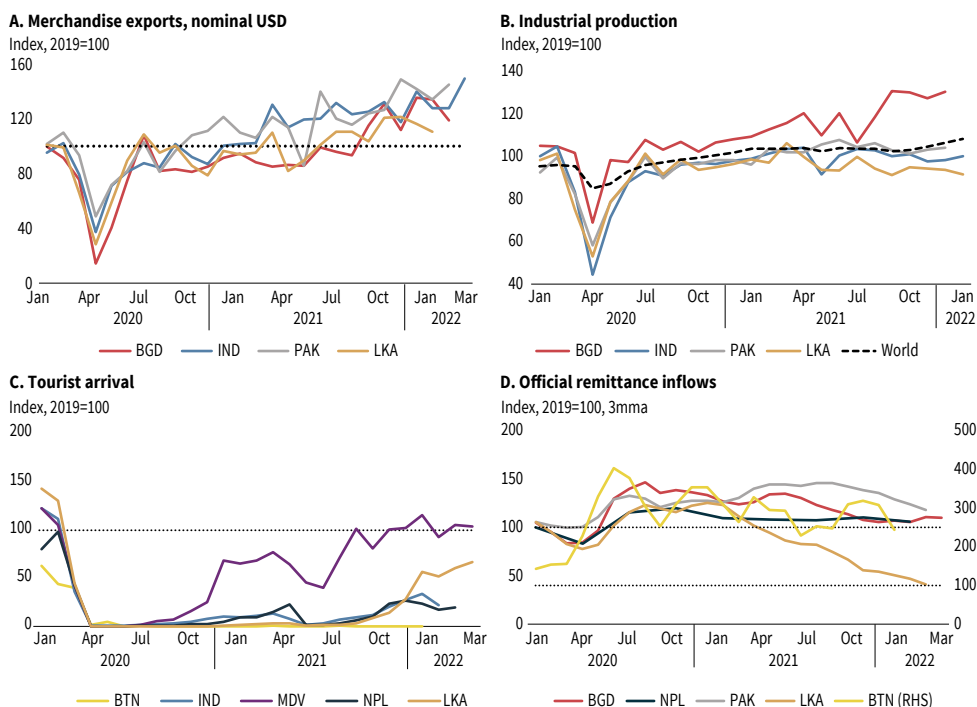 A. Merchandise exports, nominal USD
Index, 2019=100
160
120
80
40
0
Jan Apr Jul Oct Jan Apr Jul Oct Jan Mar
2020 2021 2022
BGD IND PAK LKA
B. Industrial production
Index, 2019=100
140
120
100
80
60
40
Jan Apr Jul Oct Jan Apr Jul Oct Jan
2020 2021 2022
BGD IND PAK LKA World
C. Tourist arrival
Index, 2019=100
200
150
100
50
0
Jan Apr Jul Oct Jan Apr Jul Oct Jan Mar
2020 2021 2022
BTN IND MDV NPL LKA
D. Official remittance inflows
Index, 2019=100, 3mma
200 500
150 400
300
100
200
50 100
0 0
Jan Apr Jul Oct Jan Apr Jul Oct Jan Mar
2020 2021 2022
BGD NPL PAK LKA BTN (RHS)